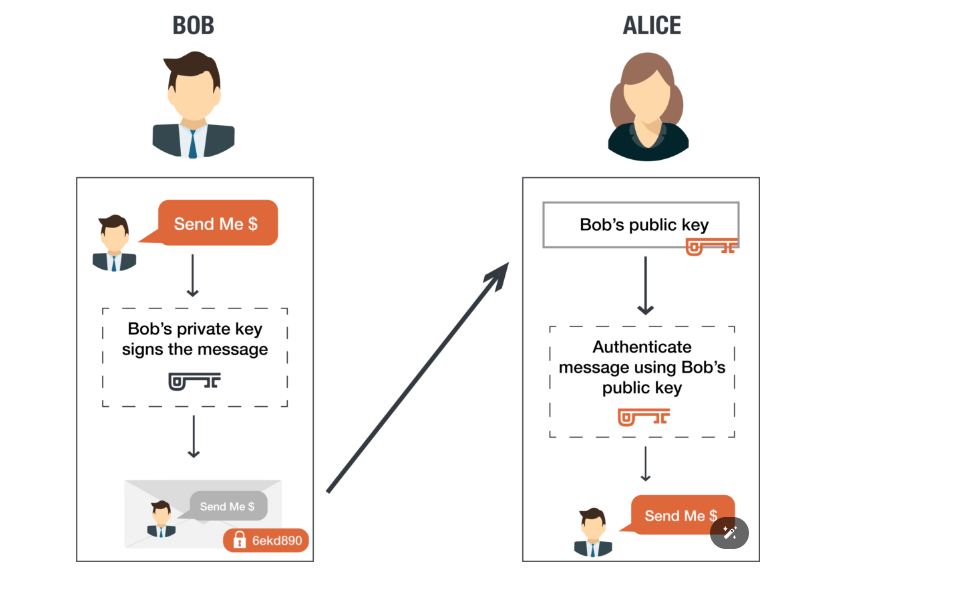 BOB
ALICE
Send Me $
Bob’s private key
signs the message
Send Me $
6ekd890
Bob’s public key
Authenticate
message using Bob’s
public key
Send Me $